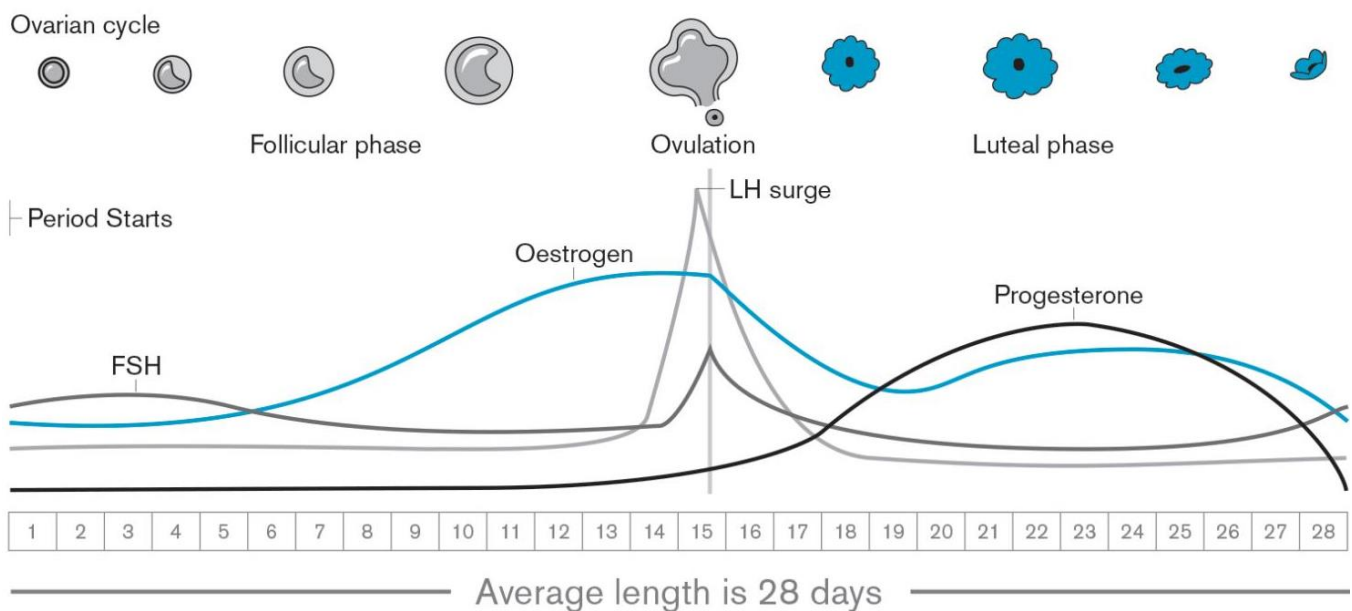 Ovarian cycle
Follicular phase
Ovulation
Luteal phase
LH surge
Period Starts
Oestrogen
Progesterone
FSH
1 2 3 4 5 6 7 8 9 10 11 12 13 14 15 16 17 18 19 20 21 22 23 24 25 26 27 28
Average length is 28 days